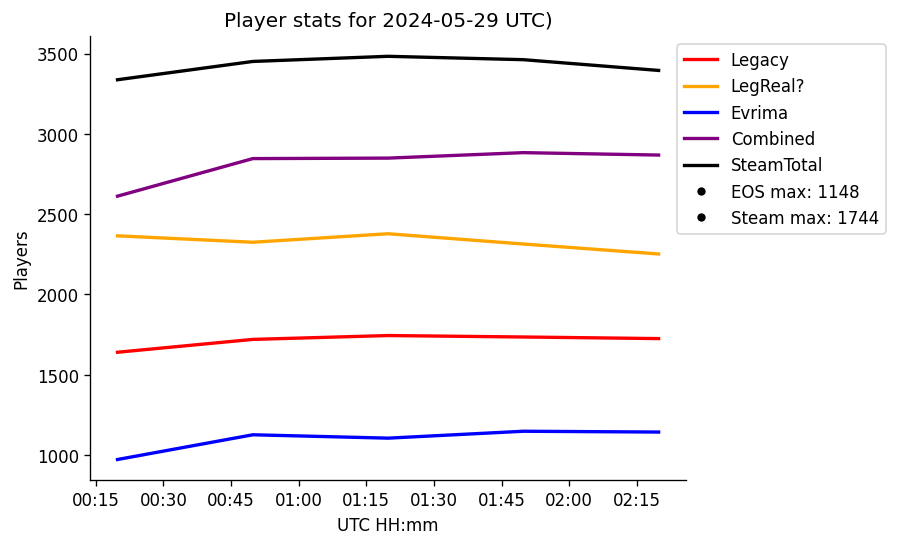 Player stats for 2024-05-29 UTC)
Players
3500
3000
2500
2000
1500
1000
00:15 00:30 00:45 01:00 01:15 01:30 01:45 02:00 02:15
UTC HH:mm
Legacy
LegReal?
Evrima
Combined
SteamTotal
EOS max: 1148
Steam max: 1744